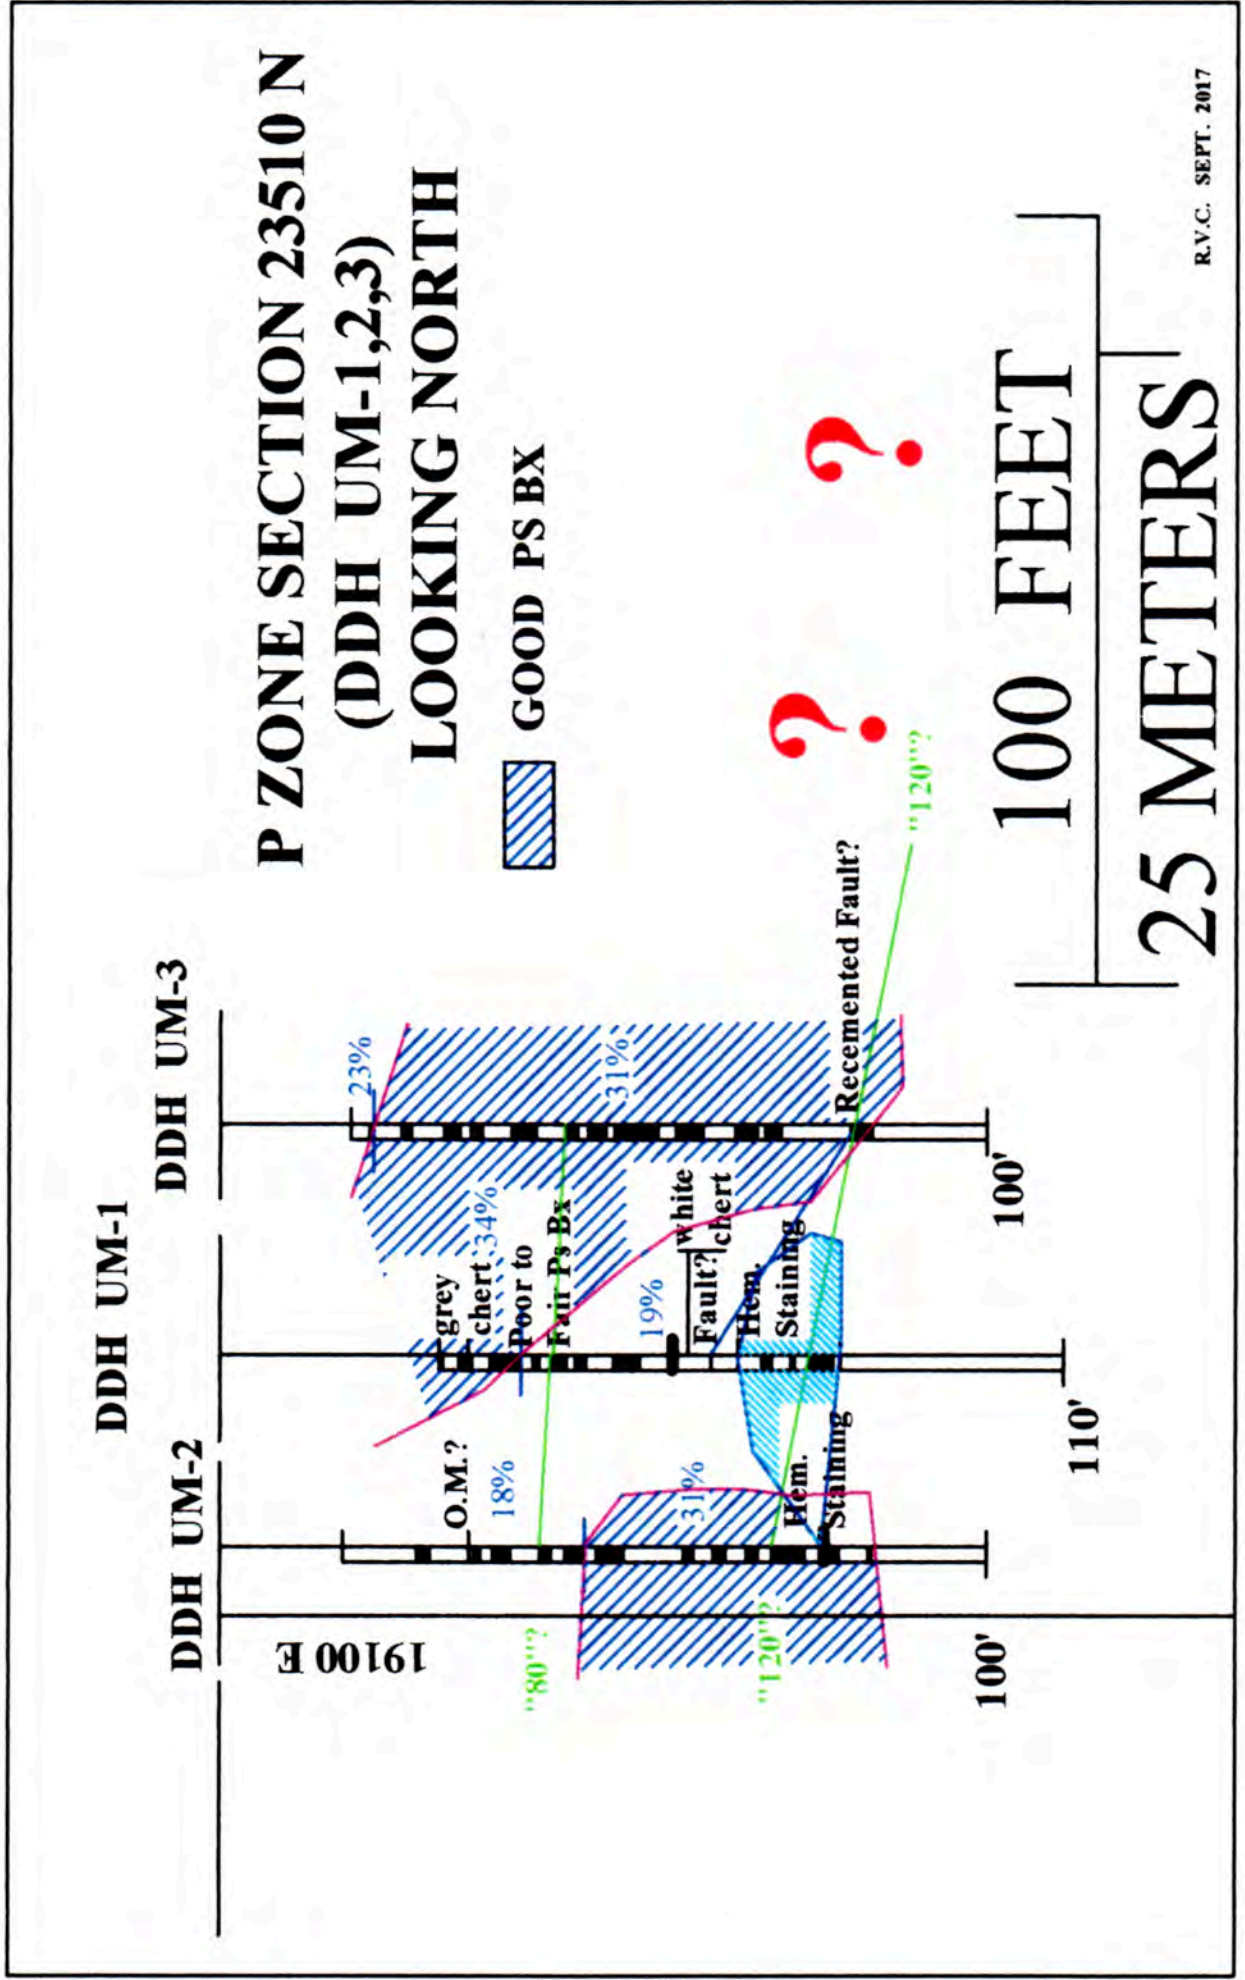 P ZONE SECTION 23510 N
(DDH UM-1,2,3)
LOOKING NORTH
GOOD PS BX
DDH UM-2
DDH UM-1
DDH UM-3
19100 E
O.M.?
18%
31%
Hem.
Staining
"80"?
"120"?
100'
grey
chert
34%
Poor to
Fair Ps Bx
19%
Fault?
white
chert
Hem.
Staining
110'
23%
31%
Recemented Fault?
"120"?
100'
?
?
100 FEET
25 METERS
R.V.C. SEPT. 2017